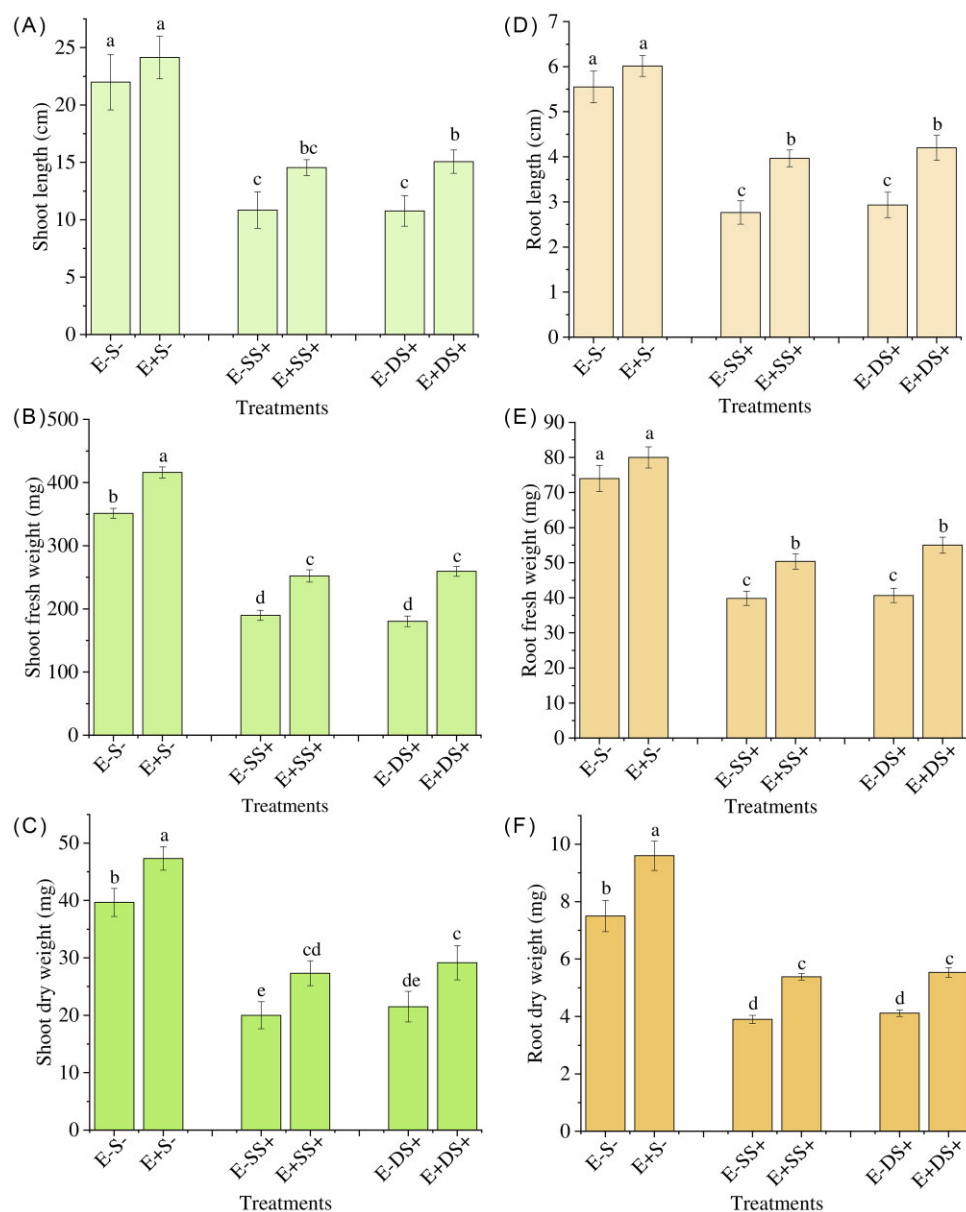 (A)
Shoot length (cm)
25
20
15
10
5
0
a
a
c
bc
c
b
E-S-
E+S-
E-SS+
E+SS+
E-DS+
E+DS+
Treatments
(D)
Root length (cm)
7
6
5
4
3
2
1
0
a
a
c
b
c
b
E-S-
E+S-
E-SS+
E+SS+
E-DS+
E+DS+
Treatments
(B)
Shoot fresh weight (mg)
500
400
300
200
100
0
b
a
d
c
d
c
E-S-
E+S-
E-SS+
E+SS+
E-DS+
E+DS+
Treatments
(E)
Root fresh weight (mg)
90
80
70
60
50
40
30
20
10
0
a
a
c
b
c
b
E-S-
E+S-
E-SS+
E+SS+
E-DS+
E+DS+
Treatments
(C)
Shoot dry weight (mg)
50
40
30
20
10
0
b
a
e
cd
de
c
E-S-
E+S-
E-SS+
E+SS+
E-DS+
E+DS+
Treatments
(F)
Root dry weight (mg)
10
8
6
4
2
0
b
a
d
c
d
c
E-S-
E+S-
E-SS+
E+SS+
E-DS+
E+DS+
Treatments